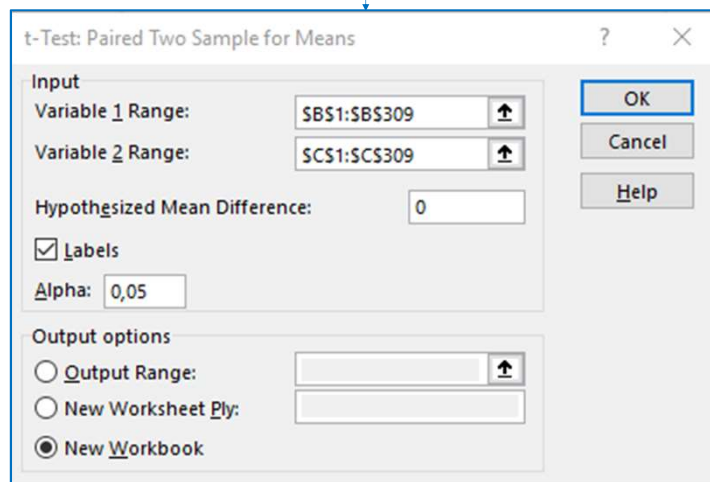 t-Test: Paired Two Sample for Means ?
Input
Variable 1 Range: $B$1:$B$309
Variable 2 Range: $C$1:$C$309
Hypothesized Mean Difference: 0
Labels
Alpha: 0,05
OK
Cancel
Help
Output options
Output Range:
New Worksheet Ply:
New Workbook